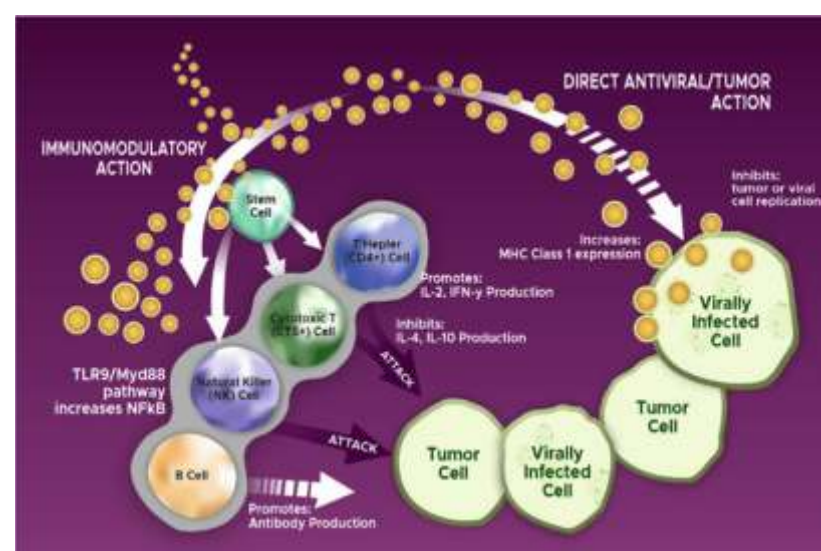 DIRECT ANTIVIRAL/TUMOR
ACTION
IMMUNOMODULATORY
ACTION
Stem
Cell
T Hepler
(CD4+) Cell
Inhibits:
tumor or viral
cell replication
Increases:
MHC Class 1 expression
Promotes:
IL-2, IFN-y Production
Cytotoxic T
Cell
Inhibits:
IL-4, IL-10 Production
Virally
Infected
Cell
ATTACK
TLR9/Myd88
pathway
increases NFkB
Natural Killer
(NK) Cell
Tumor
Cell
ATTACK
Tumor
Cell
Virally
Infected
Cell
B Cell
Promotes:
Antibody Production